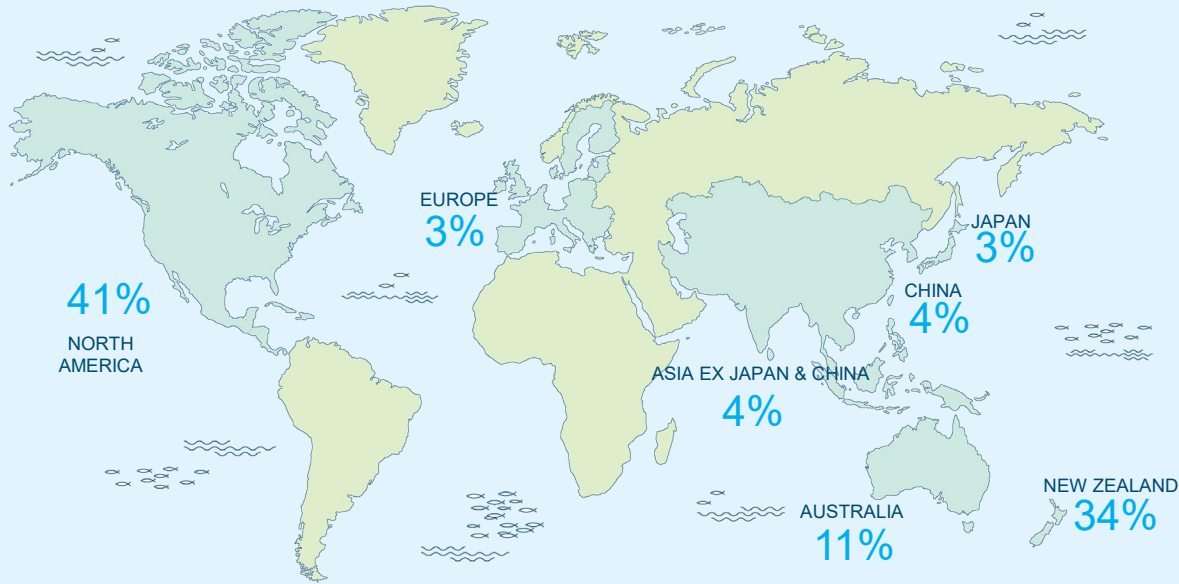 EUROPE
3%
JAPAN
3%
41%
NORTH
AMERICA
CHINA
4%
ASIA EX JAPAN & CHINA
4%
NEW ZEALAND
34%
AUSTRALIA
11%